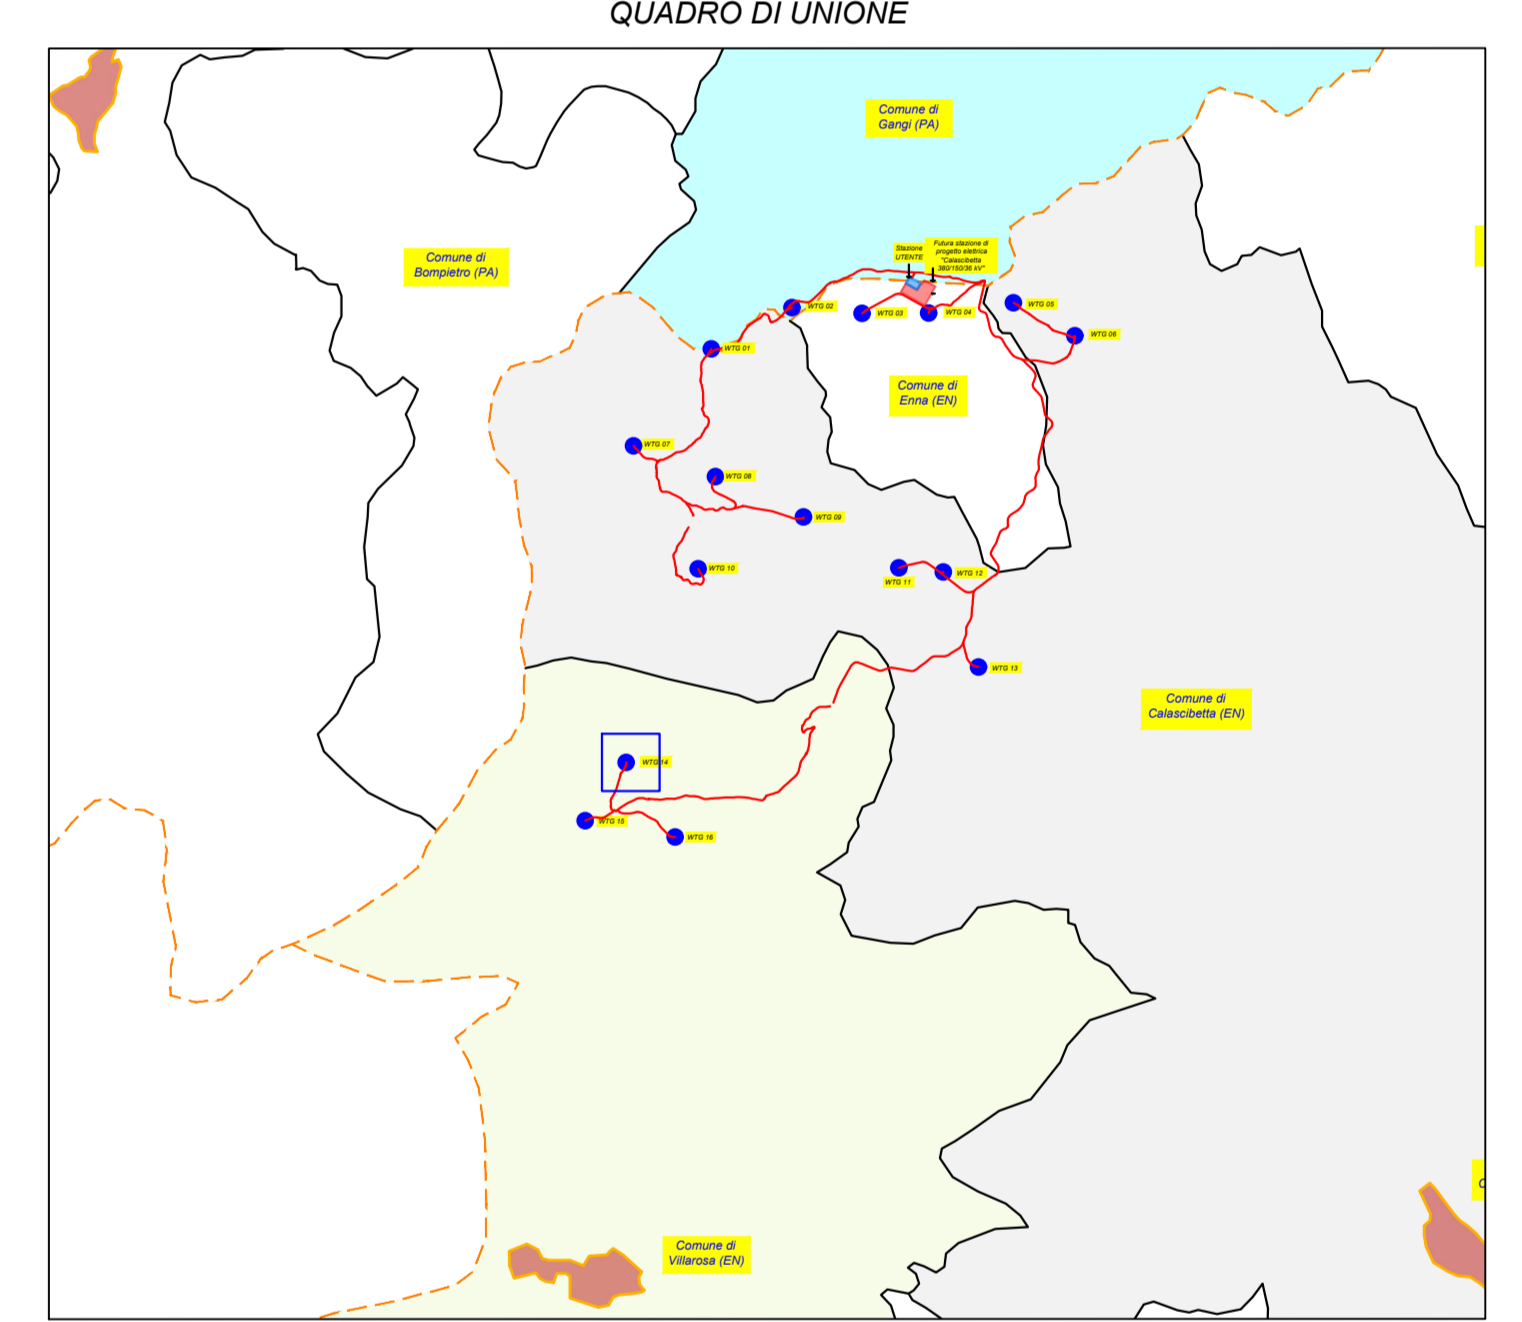 QUADRO DI UNIONE
Comune di
Gangi (PA)
Comune di
Bompietro (PA)
Stazione
UTENTE
Futura stazione di
progetto elettrica
"Calascibetta
380/150/36 kV"
WTG 02
WTG 03
WTG 04
WTG 05
WTG 06
WTG 01
Comune di
Enna (EN)
WTG 07
WTG 08
WTG 09
WTG 10
WTG 11
WTG 12
WTG 13
Comune di
Calascibetta (EN)
WTG 14
WTG 15
WTG 16
Comune di
Villarosa (EN)